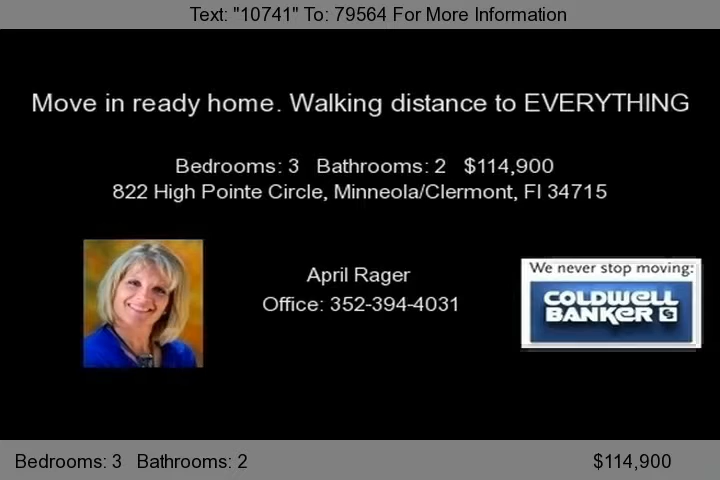 Text: "10741" To: 79564 For More Information
Move in ready home. Walking distance to EVERYTHING
Bedrooms: 3 Bathrooms: 2 $114,900
822 High Pointe Circle, Minneola/Clermont, Fl 34715
April Rager
Office: 352-394-4031
We never stop moving:
COLDWELL
BANKER CB
Bedrooms: 3 Bathrooms: 2 $114,900